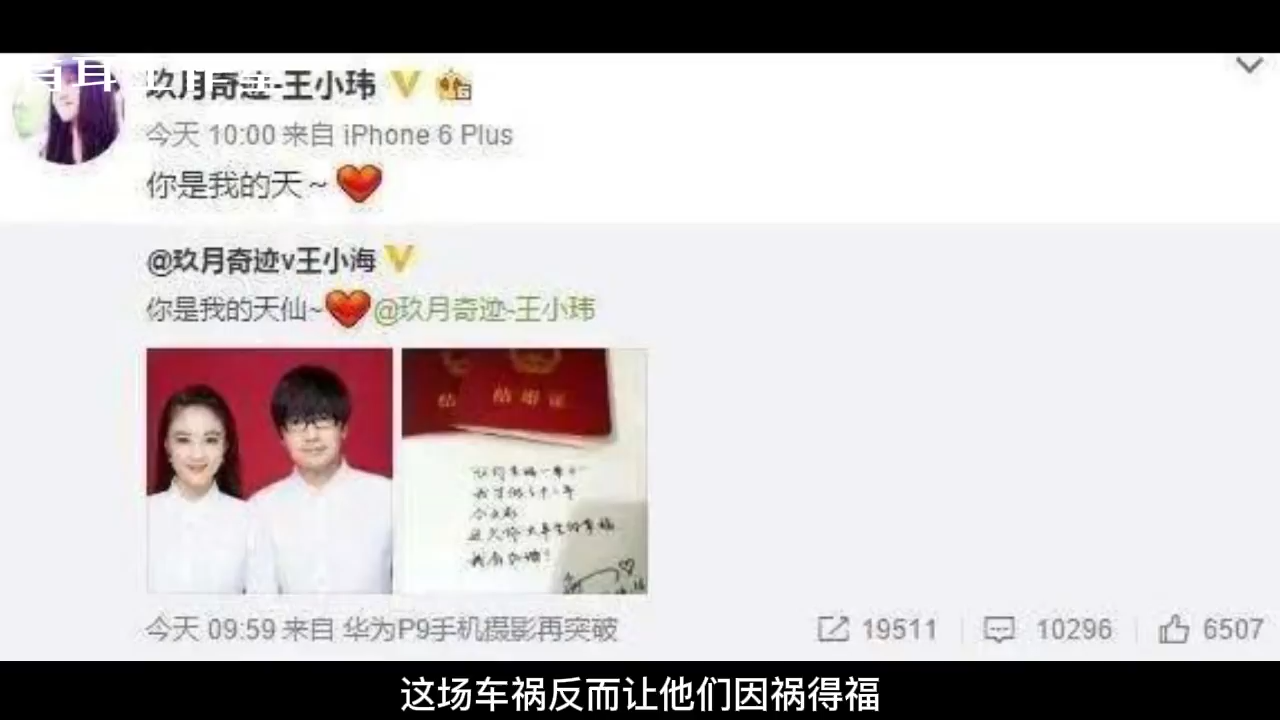 玖月奇迹-王小玮
今天 10:00 来自 iPhone 6 Plus
你是我的天~
@玖月奇迹v王小海
你是我的天仙~@玖月奇迹-王小玮
结婚证
今天 09:59 来自 华为P9手机摄影再突破
19511
10296
6507
这场车祸反而让他们因祸得福